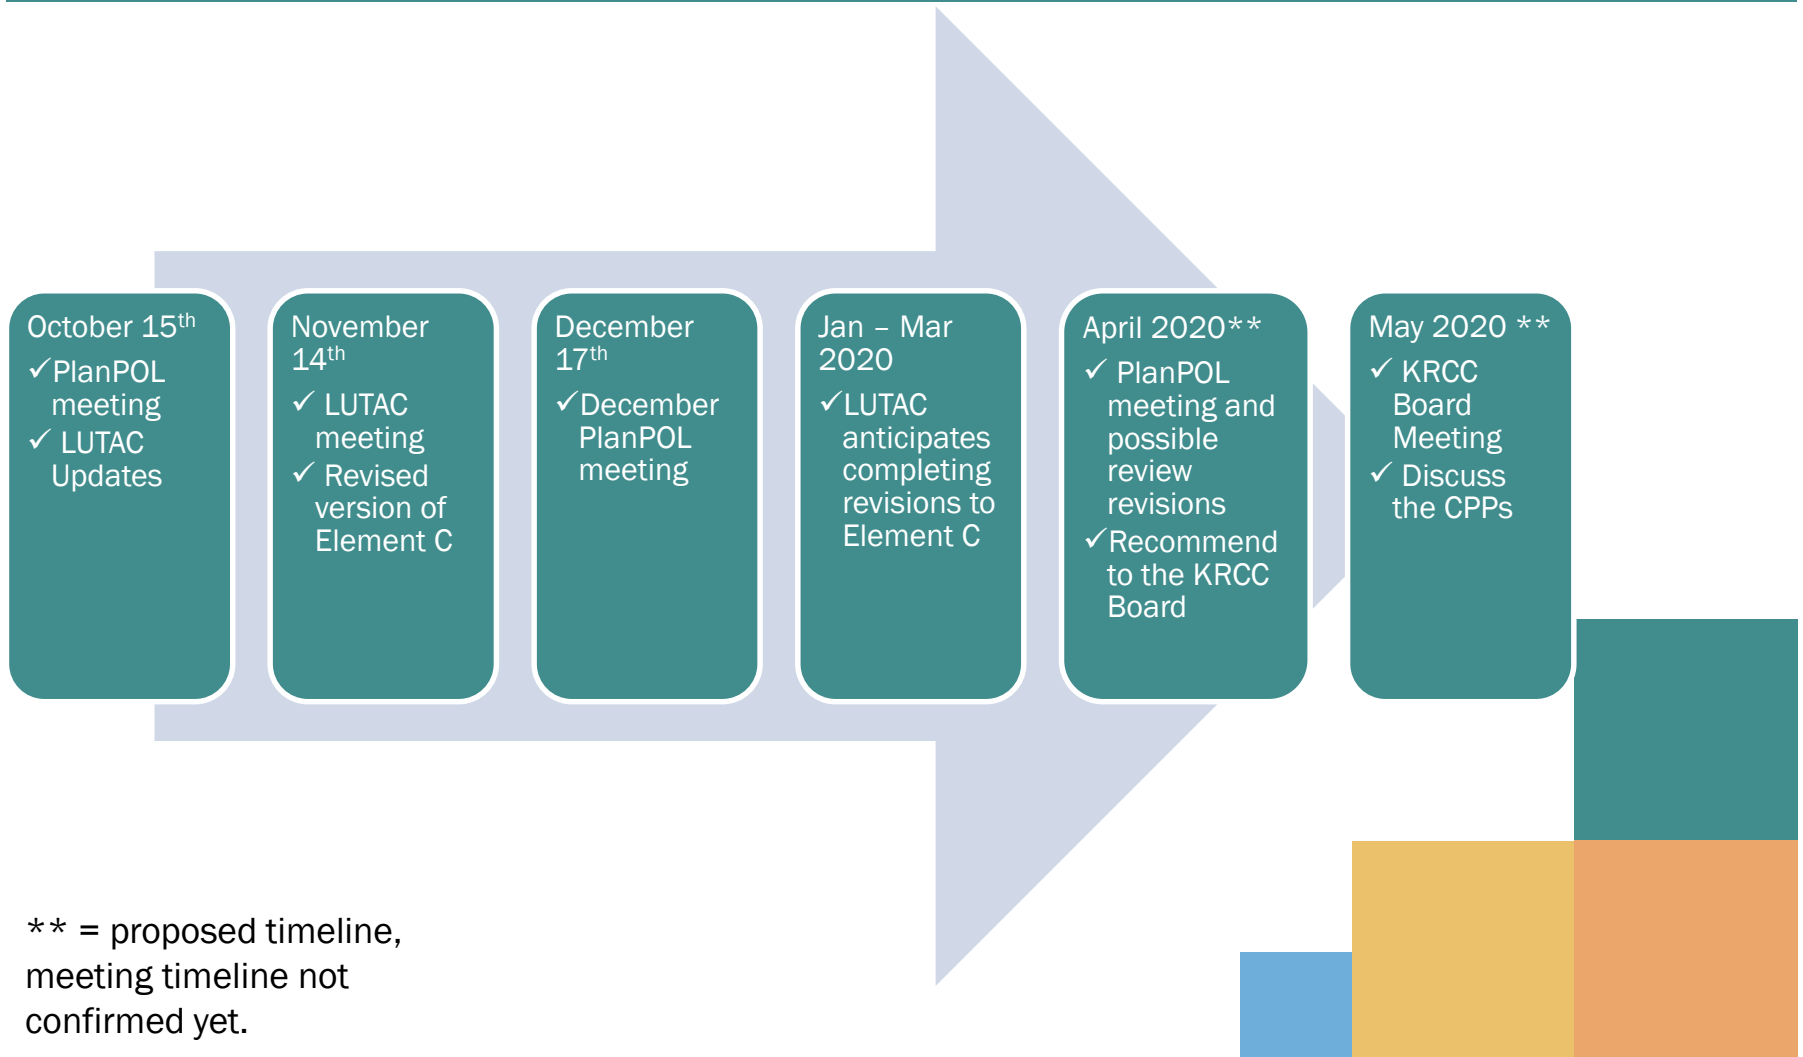 October 15th
✓PlanPOL
meeting
✓ LUTAC
Updates
November
14th
✓ LUTAC
meeting
✓ Revised
version of
Element C
December
17th
✓December
PlanPOL
meeting
Jan – Mar
2020
✓LUTAC
anticipates
completing
revisions to
Element C
April 2020**
✓ PlanPOL
meeting and
possible
review
revisions
✓Recommend
to the KRCC
Board
May 2020 **
✓ KRCC
Board
Meeting
✓ Discuss
the CPPs
** = proposed timeline,
meeting timeline not
confirmed yet.